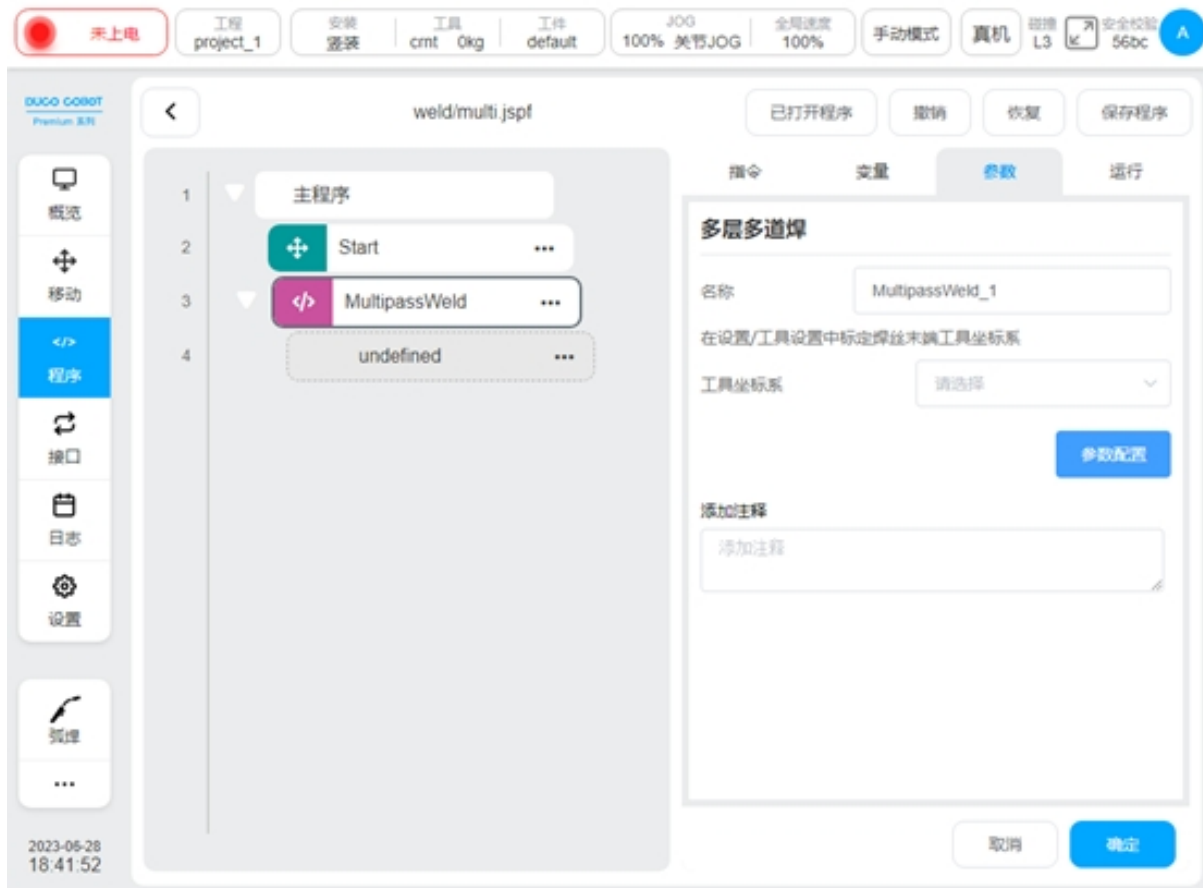 未上电
工程
project_1
安装
竖装
工具
crnt 0kg
工件
default
JOG
100% 关节JOG
全局速度
100%
手动模式
真机
碰撞
L3
安全校验
56bc
A
DUCO COBOT
Premium 系列
weld/multi.jspf
已打开程序
撤销
恢复
保存程序
概览
移动
程序
接口
日志
设置
弧焊
2023-06-28
18:41:52
1
主程序
2
Start
3
MultipassWeld
4
undefined
指令
变量
参数
运行
多层多道焊
名称
MultipassWeld_1
在设置/工具设置中标定焊丝末端工具坐标系
工具坐标系
请选择
参数配置
添加注释
添加注释
取消
确定